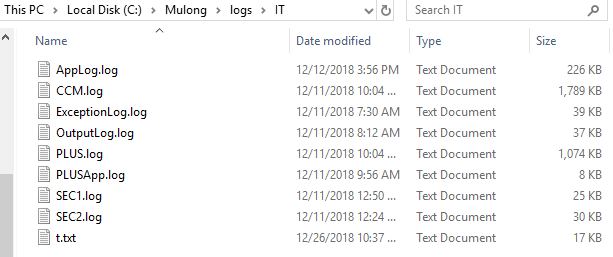 This PC > Local Disk (C:) > Mulong > logs > IT Search IT
Name Date modified Type Size
AppLog.log 12/12/2018 3:56 PM Text Document 226 KB
CCM.log 12/11/2018 10:04 ... Text Document 1,789 KB
ExceptionLog.log 12/11/2018 7:30 AM Text Document 39 KB
OutputLog.log 12/11/2018 8:12 AM Text Document 37 KB
PLUS.log 12/11/2018 10:04 ... Text Document 1,074 KB
PLUSApp.log 12/11/2018 9:56 AM Text Document 8 KB
SEC1.log 12/11/2018 12:50 ... Text Document 25 KB
SEC2.log 12/11/2018 12:24 ... Text Document 30 KB
t.txt 12/26/2018 10:37 ... Text Document 17 KB